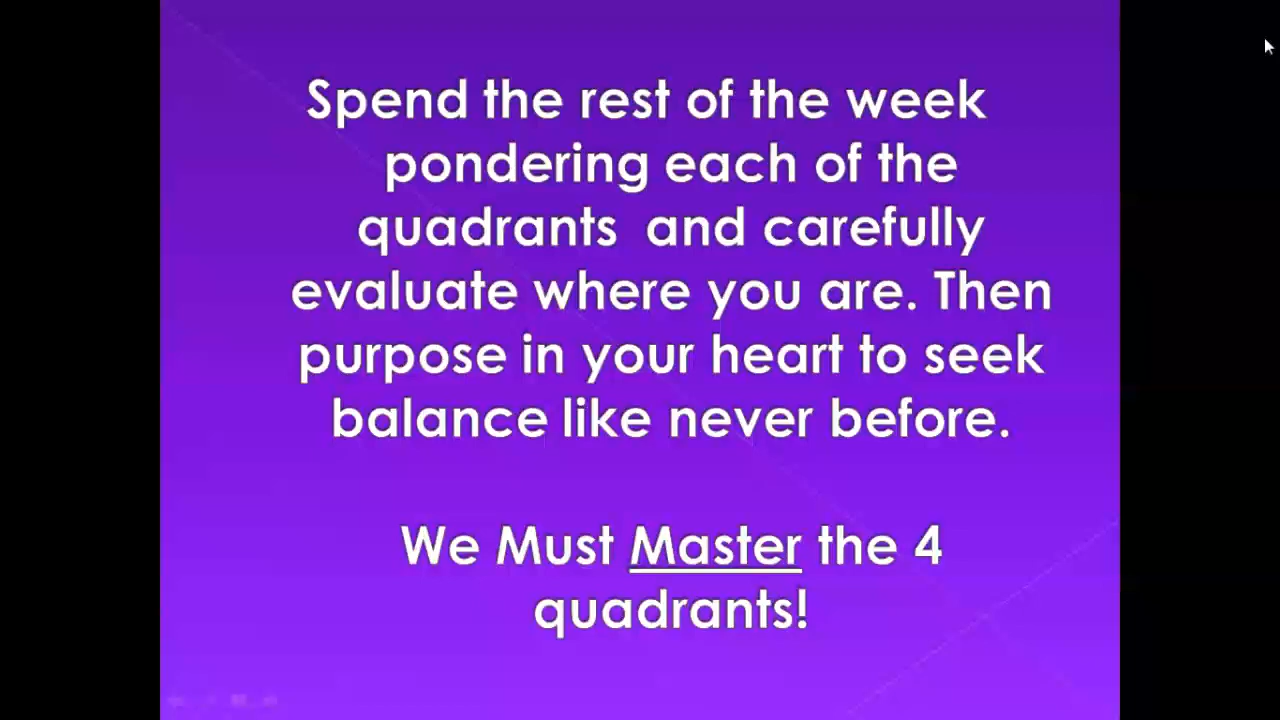 Spend the rest of the week
pondering each of the
quadrants  and carefully
evaluate where you are. Then
purpose in your heart to seek
balance like never before.
We Must Master the 4
quadrants!